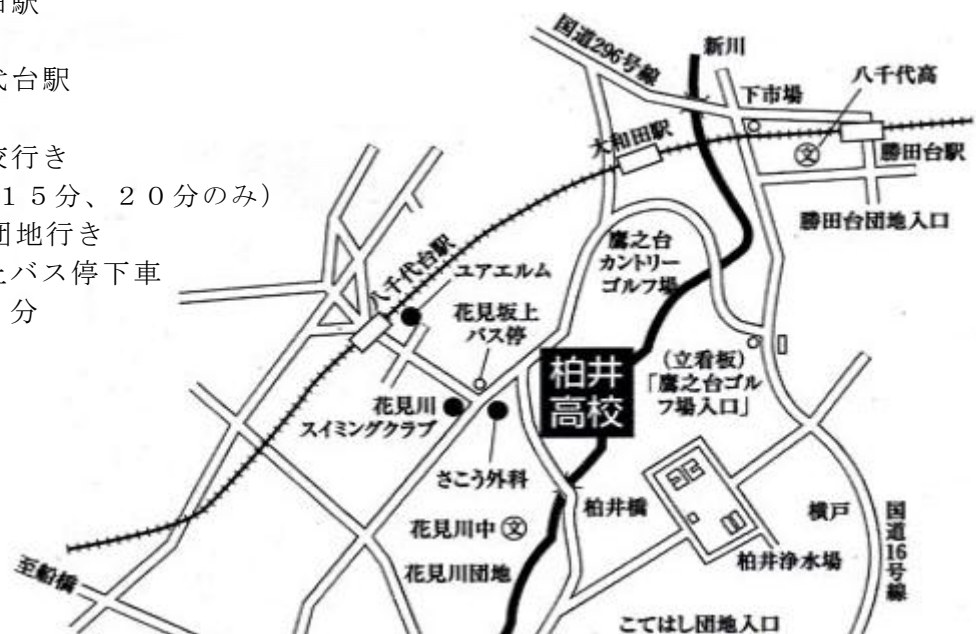 駅
代台駅
校行き
15分、20分のみ)
団地行き
上バス停下車
分
国道296号線
新川
八千代高
下市場
大和田駅
文
勝田台駅
勝田台団地入口
鷹之台
カントリー
ゴルフ場
八千代台駅
ユアエルム
花見坂上
バス停
柏井
高校
(立看板)
「鷹之台ゴル
フ場入口」
花見川
スイミングクラブ
さこう外科
柏井橋
花見川中 文
横戸
国道16号線
柏井浄水場
花見川団地
至船橋
こてはし団地入口